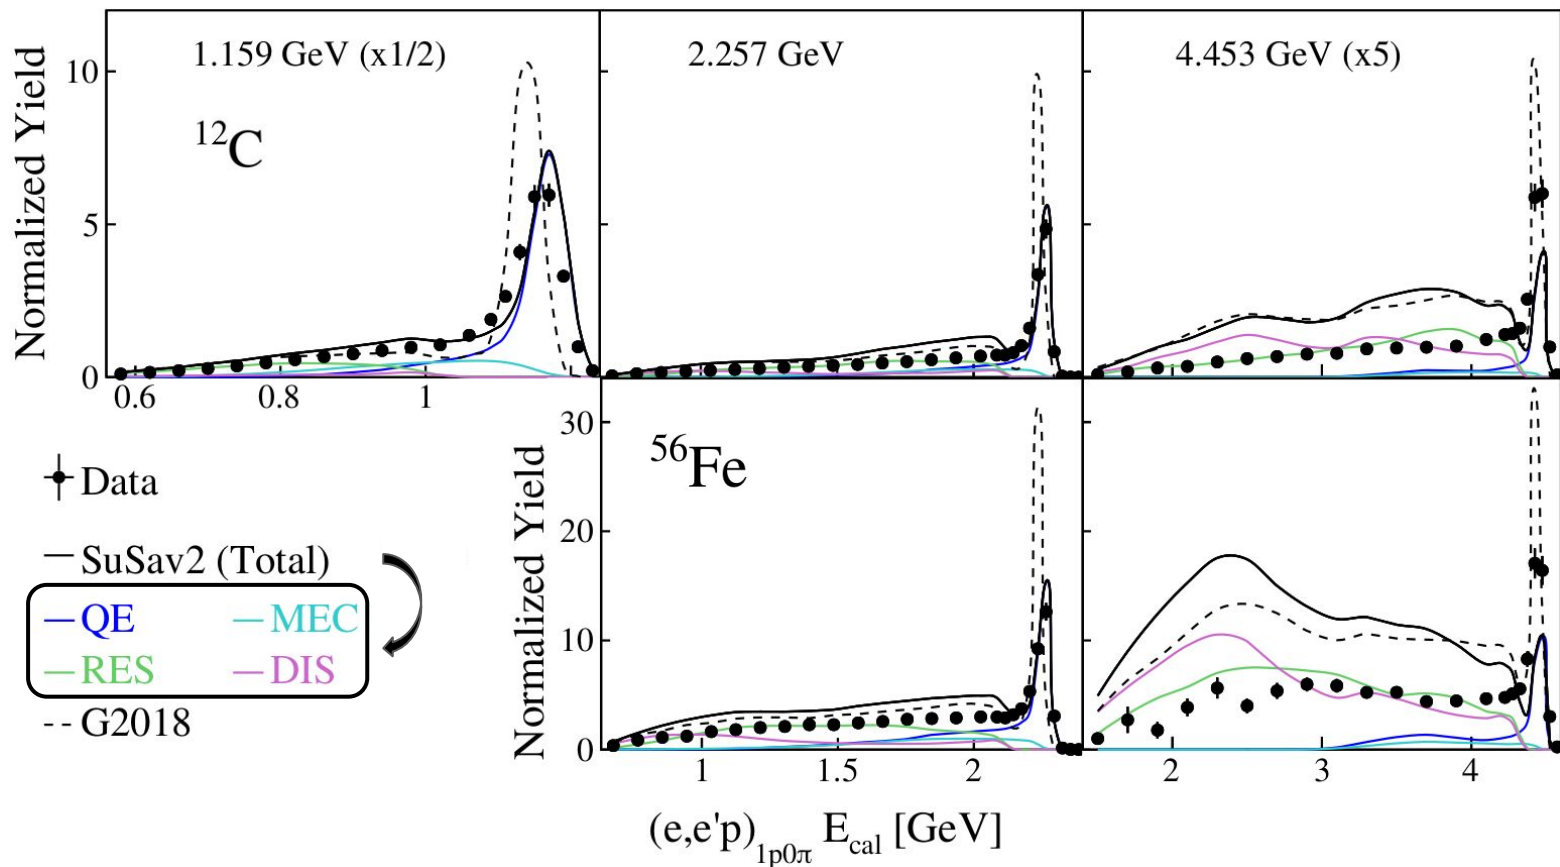 1.159 GeV (x1/2)
2.257 GeV
4.453 GeV (x5)
Normalized Yield
10
5
0
¹²C
0.6
0.8
1
Normalized Yield
30
20
10
0
⁵⁶Fe
1
1.5
2
2
3
4
Data
SuSav2 (Total)
QE
MEC
RES
DIS
G2018
(e,e'p)₁ₚ₀π E_cal [GeV]